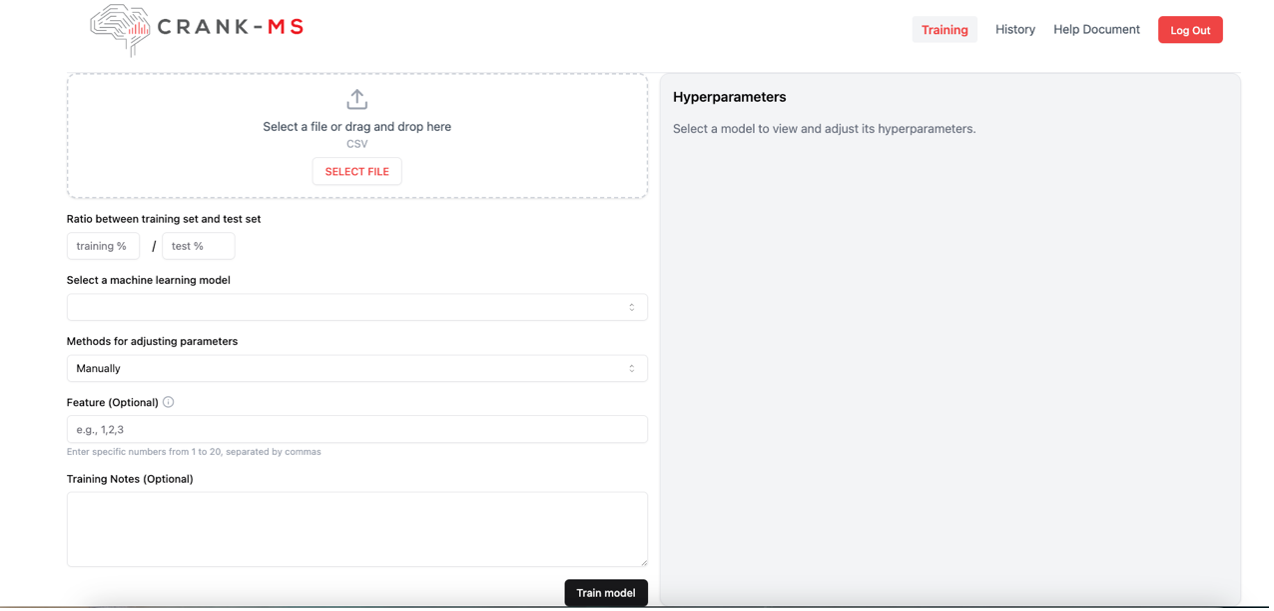 CRANK-MS
Training
History
Help Document
Log Out
Select a file or drag and drop here
CSV
SELECT FILE
Ratio between training set and test set
training %
/
test %
Select a machine learning model
Methods for adjusting parameters
Manually
Feature (Optional)
e.g., 1,2,3
Enter specific numbers from 1 to 20, separated by commas
Training Notes (Optional)
Train model
Hyperparameters
Select a model to view and adjust its hyperparameters.